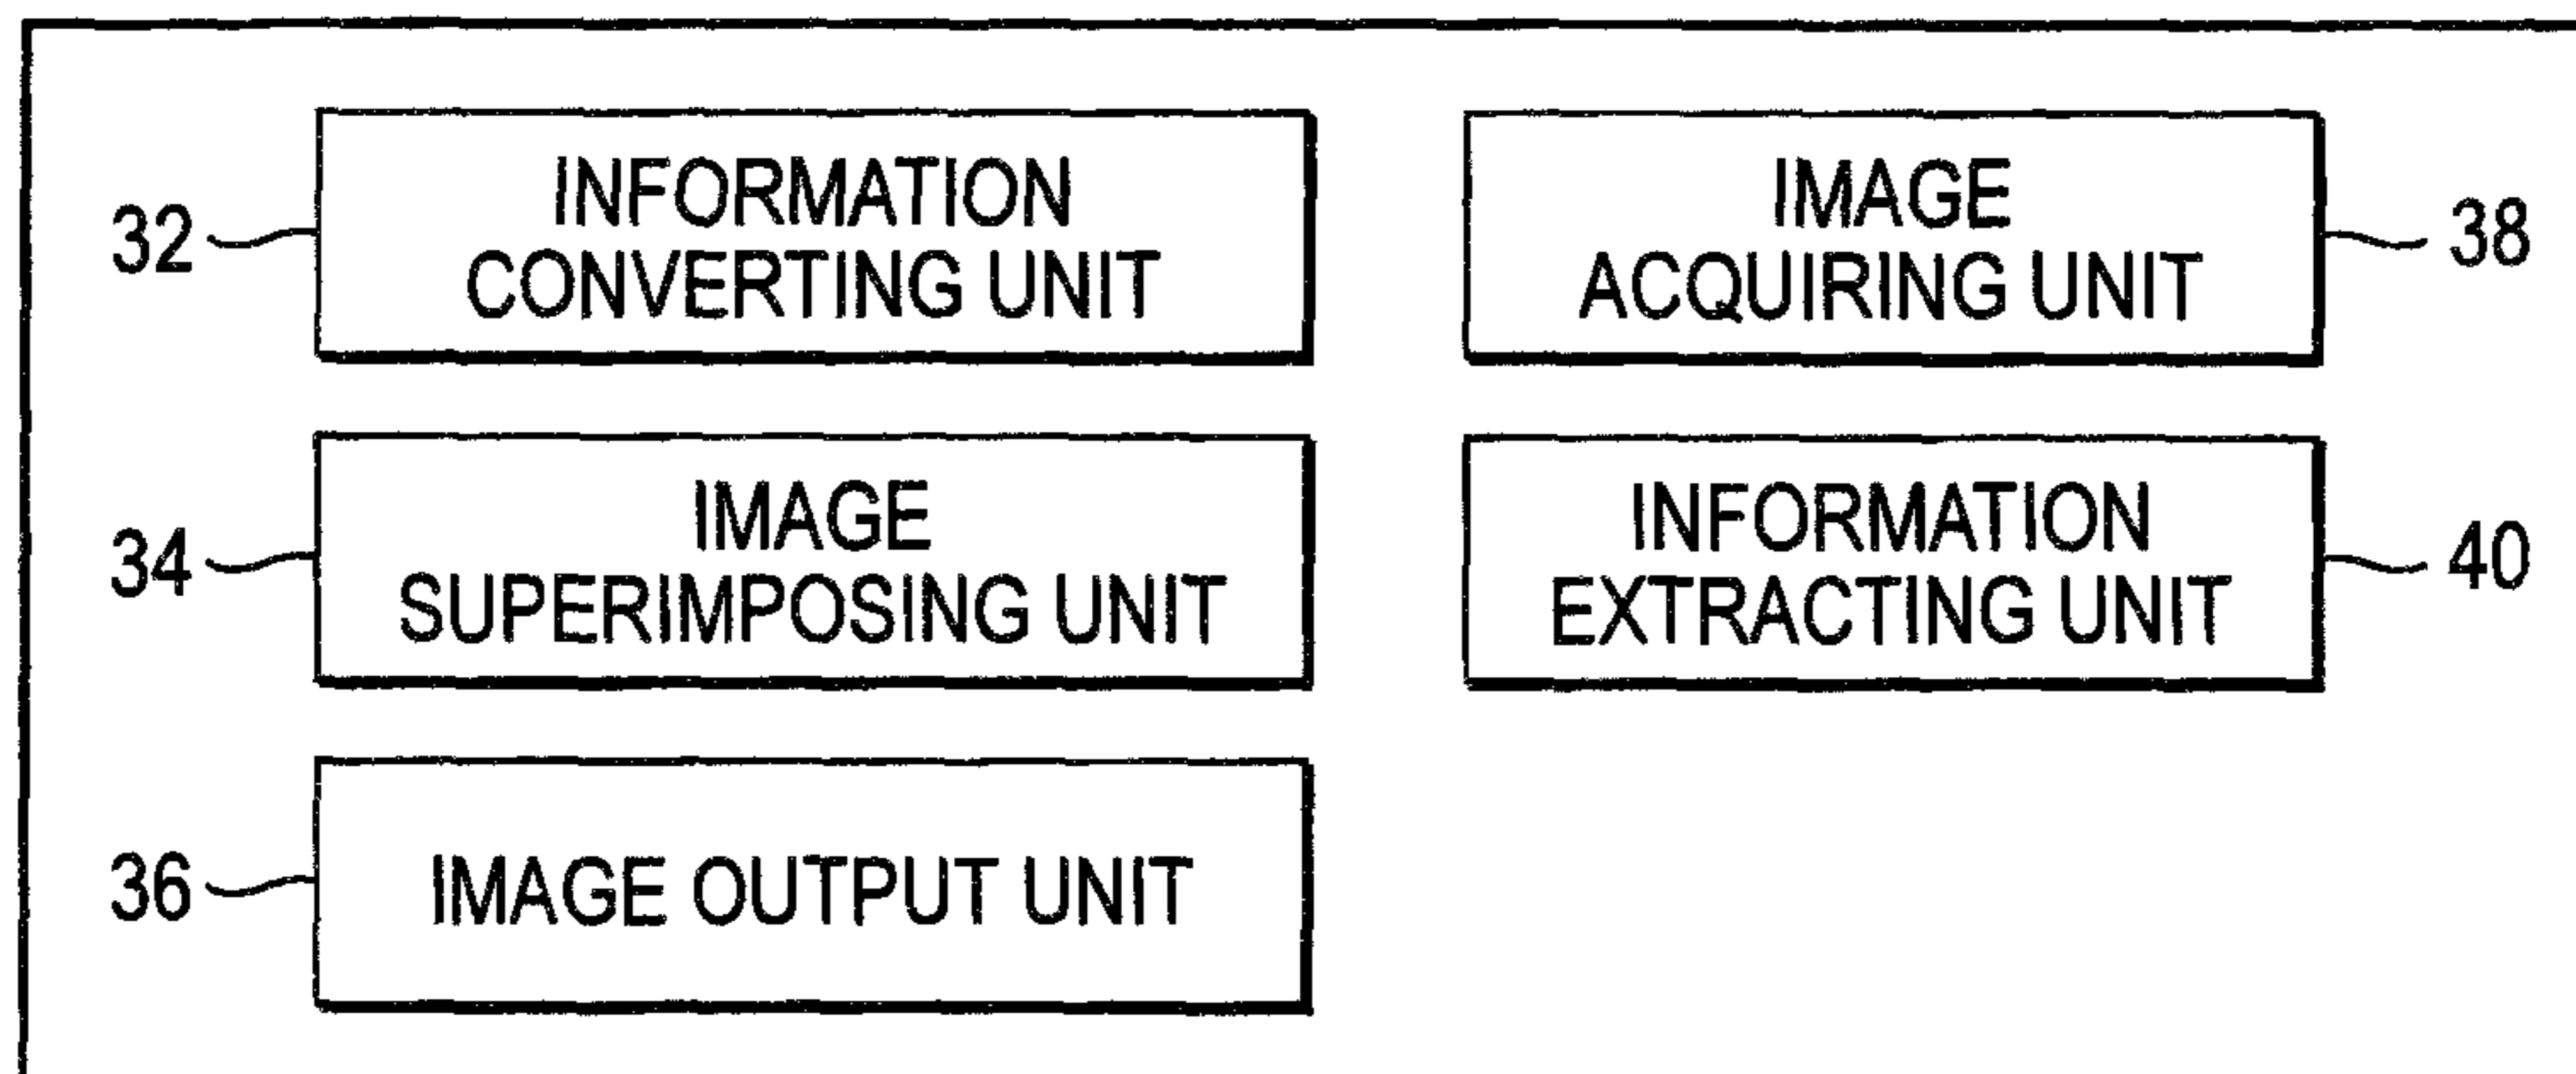 32
INFORMATION
CONVERTING UNIT
34
IMAGE
SUPERIMPOSING UNIT
36
IMAGE OUTPUT UNIT
IMAGE
ACQUIRING UNIT
38
INFORMATION
EXTRACTING UNIT
40